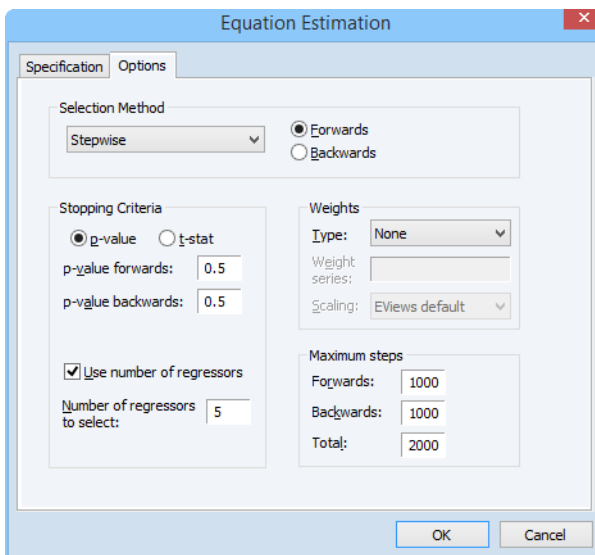 Equation Estimation
Specification
Options
Selection Method
Stepwise
Forwards
Backwards
Stopping Criteria
p-value
t-stat
p-value forwards: 0.5
p-value backwards: 0.5
Use number of regressors
Number of regressors
to select: 5
Weights
Type: None
Weight
series:
Scaling: EViews default
Maximum steps
Forwards: 1000
Backwards: 1000
Total: 2000
OK
Cancel